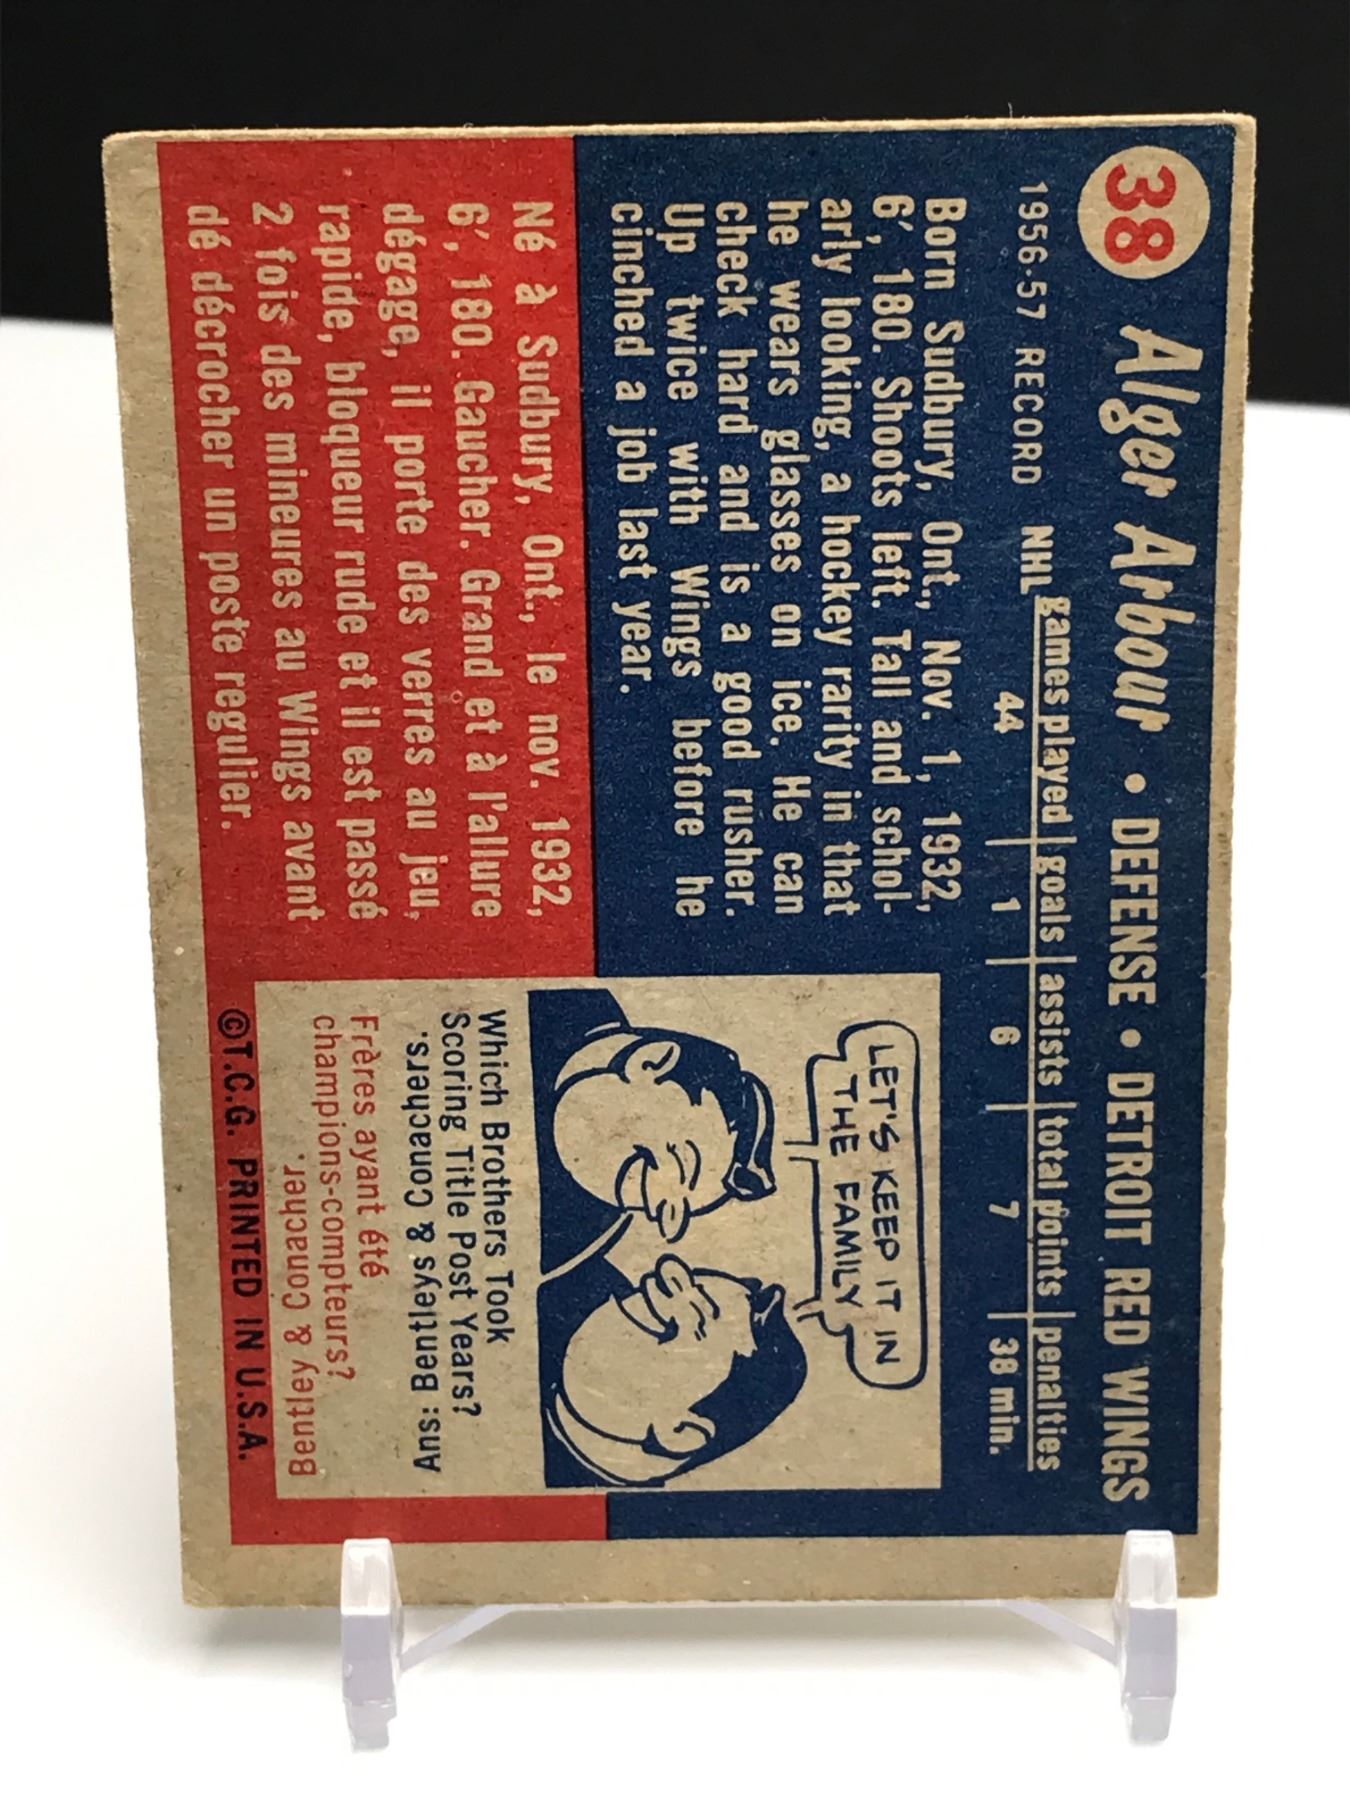 38 Alger Arbour • DEFENSE • DETROIT RED WINGS
1956-57 RECORD games played goals assists total points penalties
NHL 44 1 6 7 38 min.
Born Sudbury, Ont., Nov. 1, 1932,
6', 180. Shoots left. Tall and schol-
arly looking, a hockey rarity in that
he wears glasses on ice. He can
check hard and is a good rusher.
Up twice with Wings before he
cinched a job last year.
Né à Sudbury, Ont., le nov. 1932,
6', 180. Gaucher. Grand et à l'allure
dégage, il porte des verres au jeu,
rapide, bloqueur rude et il est passé
2 fois des mineures au Wings avant
dé décrocher un poste regulier.
LET'S KEEP IT IN
THE FAMILY
Which Brothers Took
Scoring Title Post Years?
Ans: Bentleys & Conachers.
Frères ayant été
champions-compteurs?
Bentley & Conacher.
©T.C.G. PRINTED IN U.S.A.